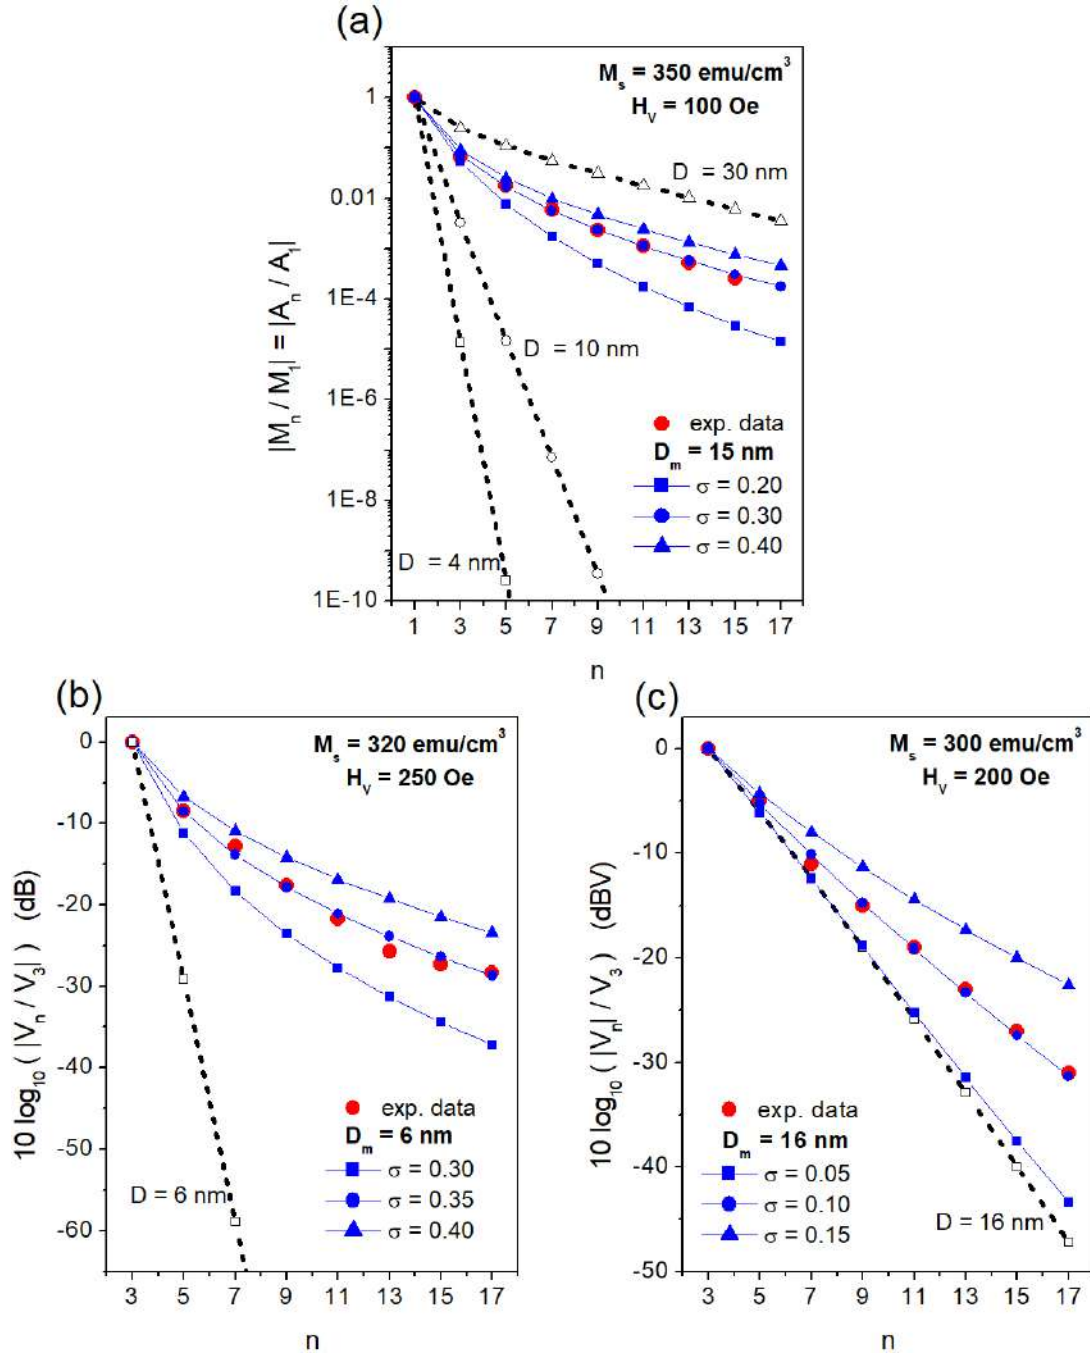 (a)
M_s = 350 emu/cm³
H_V = 100 Oe
1
0.01
1E-4
1E-6
1E-8
1E-10
|M_n / M_1| = |A_n / A_1|
D = 30 nm
D = 10 nm
D = 4 nm
exp. data
D_m = 15 nm
σ = 0.20
σ = 0.30
σ = 0.40
1 3 5 7 9 11 13 15 17
n
(b)
M_s = 320 emu/cm³
H_V = 250 Oe
0
-10
-20
-30
-40
-50
-60
10 log_10 ( |V_n / V_3| ) (dB)
D = 6 nm
exp. data
D_m = 6 nm
σ = 0.30
σ = 0.35
σ = 0.40
3 5 7 9 11 13 15 17
n
(c)
M_s = 300 emu/cm³
H_V = 200 Oe
0
-10
-20
-30
-40
-50
10 log_10 ( |V_n| / V_3 ) (dBV)
exp. data
D_m = 16 nm
σ = 0.05
σ = 0.10
σ = 0.15
D = 16 nm
3 5 7 9 11 13 15 17
n